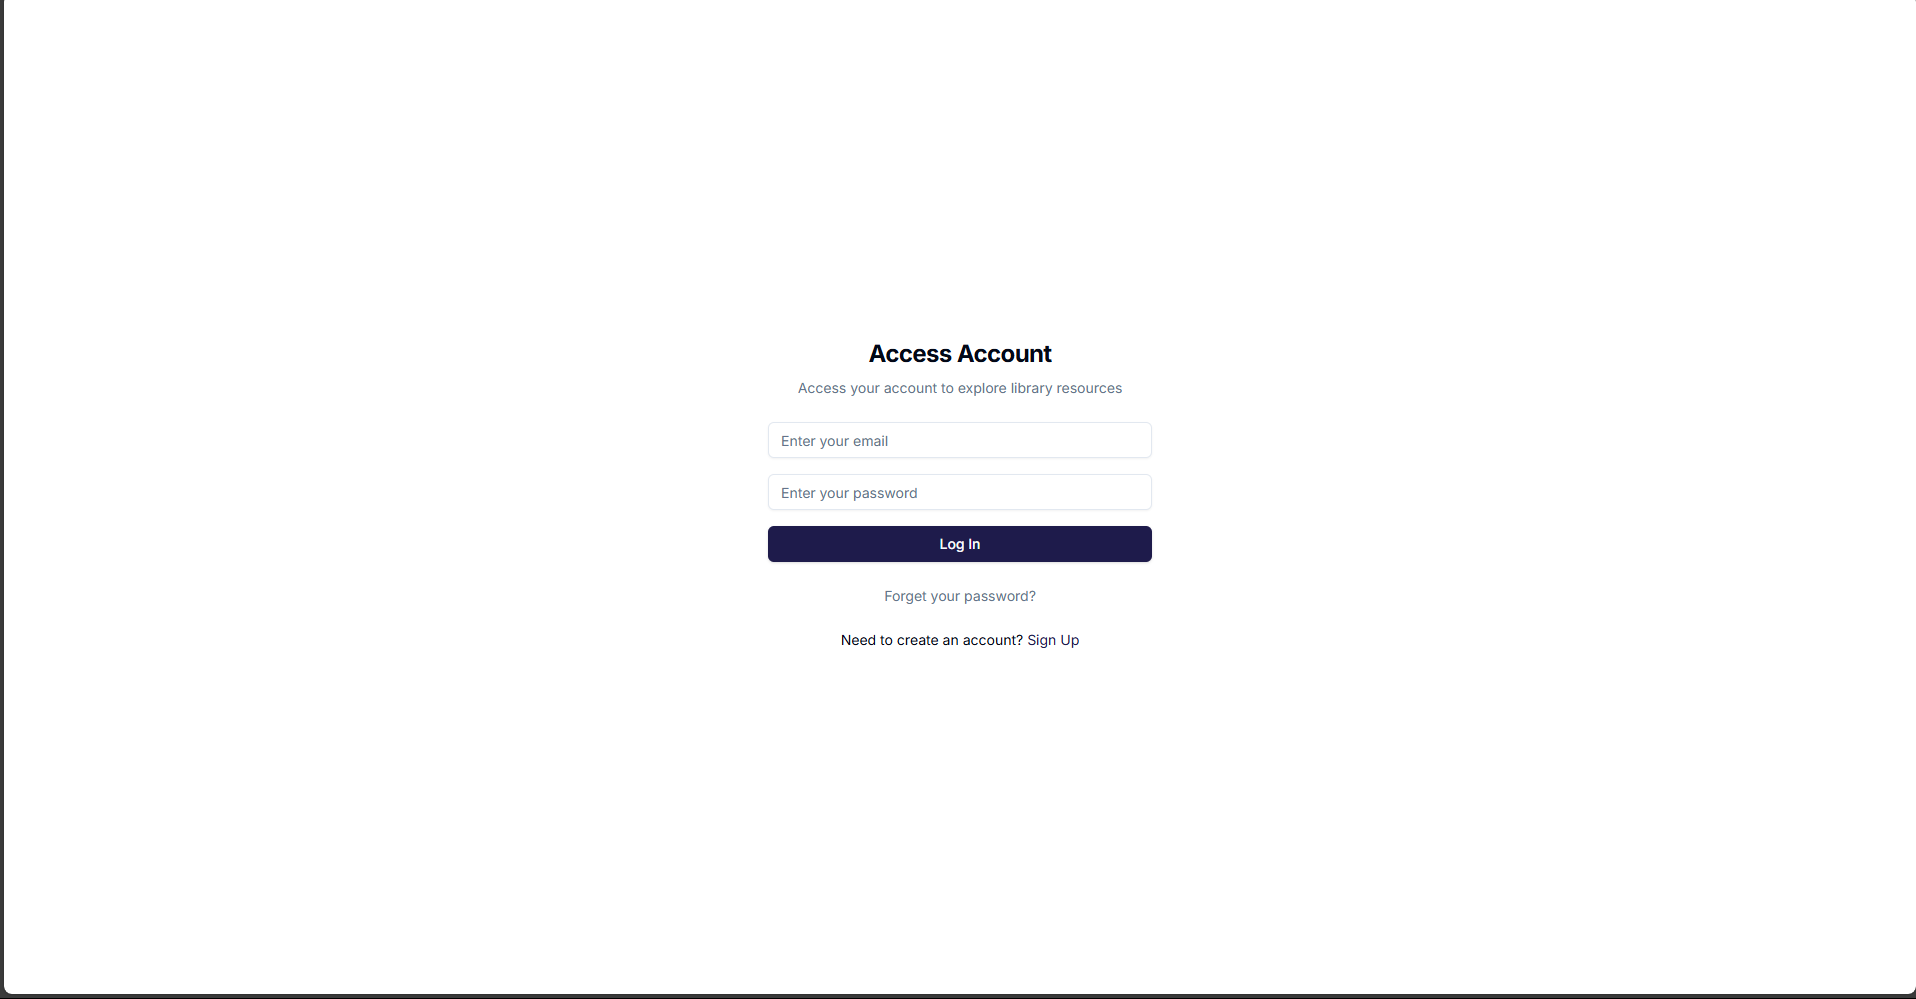 Access Account
Access your account to explore library resources
Enter your email
Enter your password
Log In
Forget your password?
Need to create an account? Sign Up